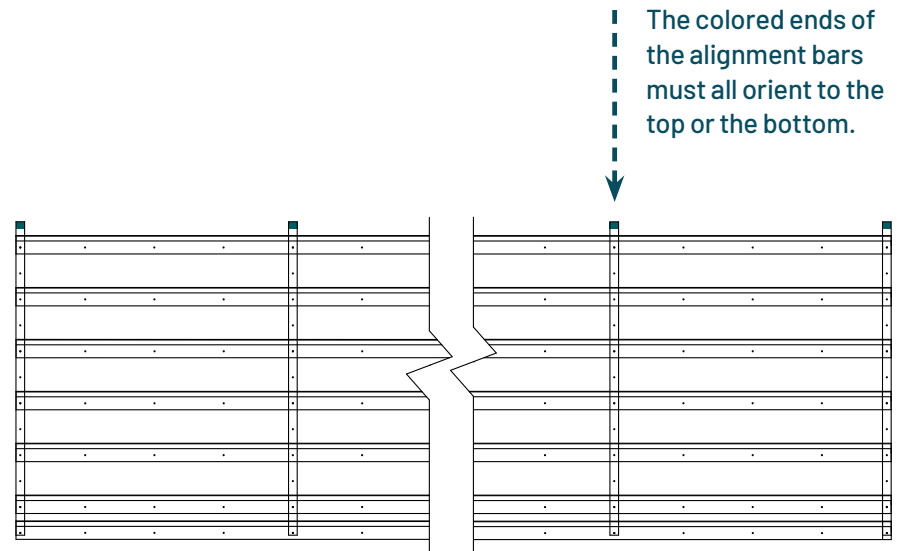 The colored ends of
the alignment bars
must all orient to the
top or the bottom.